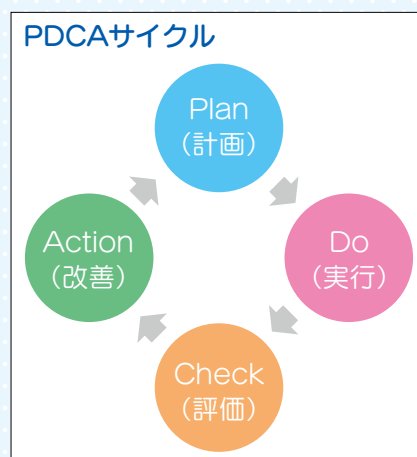 PDCAサイクル
Plan
（計画）
Do
（実行）
Check
（評価）
Action
（改善）